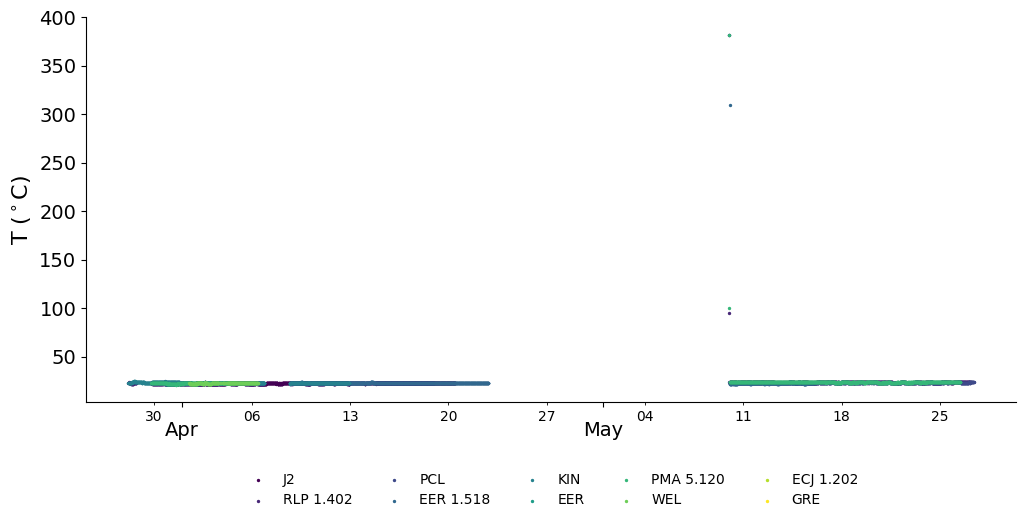 400
350
300
250
200
150
100
50
T (°C)
30 06 13 20 27 04 11 18 25
Apr May
J2 PCL KIN PMA 5.120 ECJ 1.202
RLP 1.402 EER 1.518 EER WEL GRE